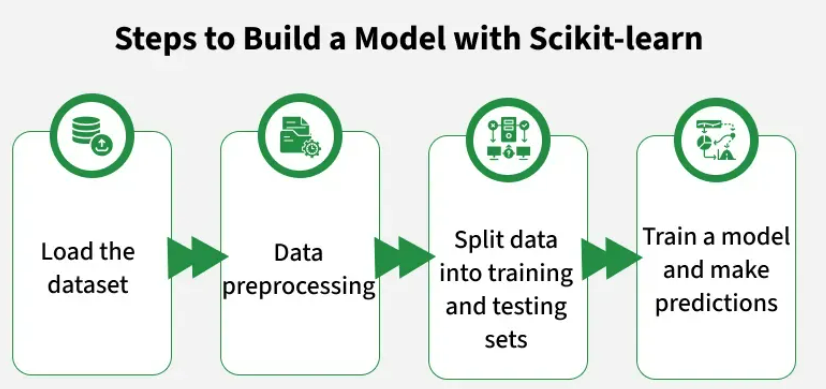 Steps to Build a Model with Scikit-learn
Load the
dataset
Data
preprocessing
Split data
into training
and testing
sets
Train a model
and make
predictions